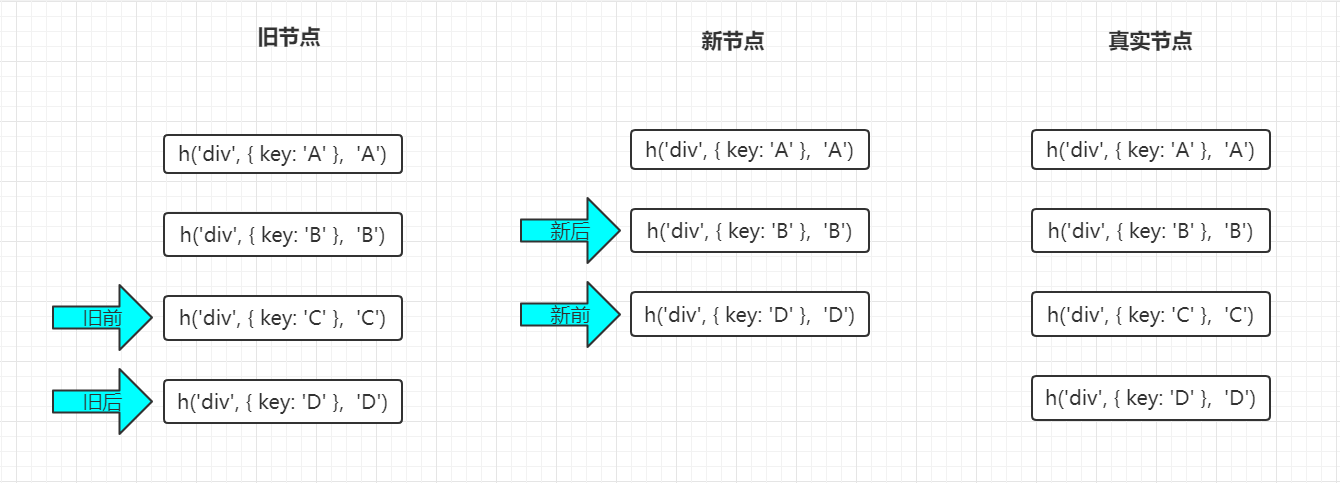 旧节点
新节点
真实节点
h('div', { key: 'A' },  'A')
h('div', { key: 'A' },  'A')
h('div', { key: 'A' },  'A')
h('div', { key: 'B' },  'B')
新后
h('div', { key: 'B' },  'B')
h('div', { key: 'B' },  'B')
旧前
h('div', { key: 'C' },  'C')
新前
h('div', { key: 'D' },  'D')
h('div', { key: 'C' },  'C')
旧后
h('div', { key: 'D' },  'D')
h('div', { key: 'D' },  'D')